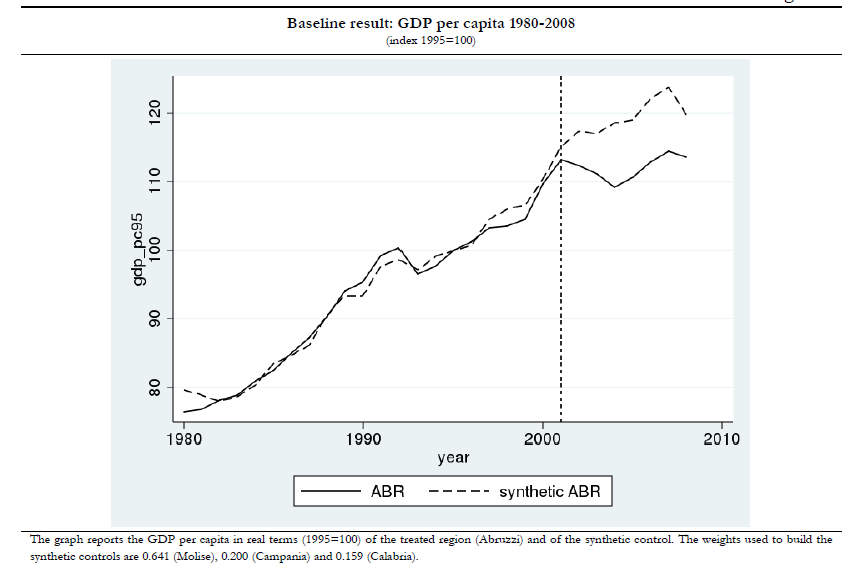 Baseline result: GDP per capita 1980-2008
(index 1995=100)
120
110
100
90
80
gdp_pc95
1980 1990 2000 2010
year
ABR synthetic ABR
The graph reports the GDP per capita in real terms (1995=100) of the treated region (Abruzzi) and of the synthetic control. The weights used to build the
synthetic controls are 0.641 (Molise), 0.200 (Campania) and 0.159 (Calabria).